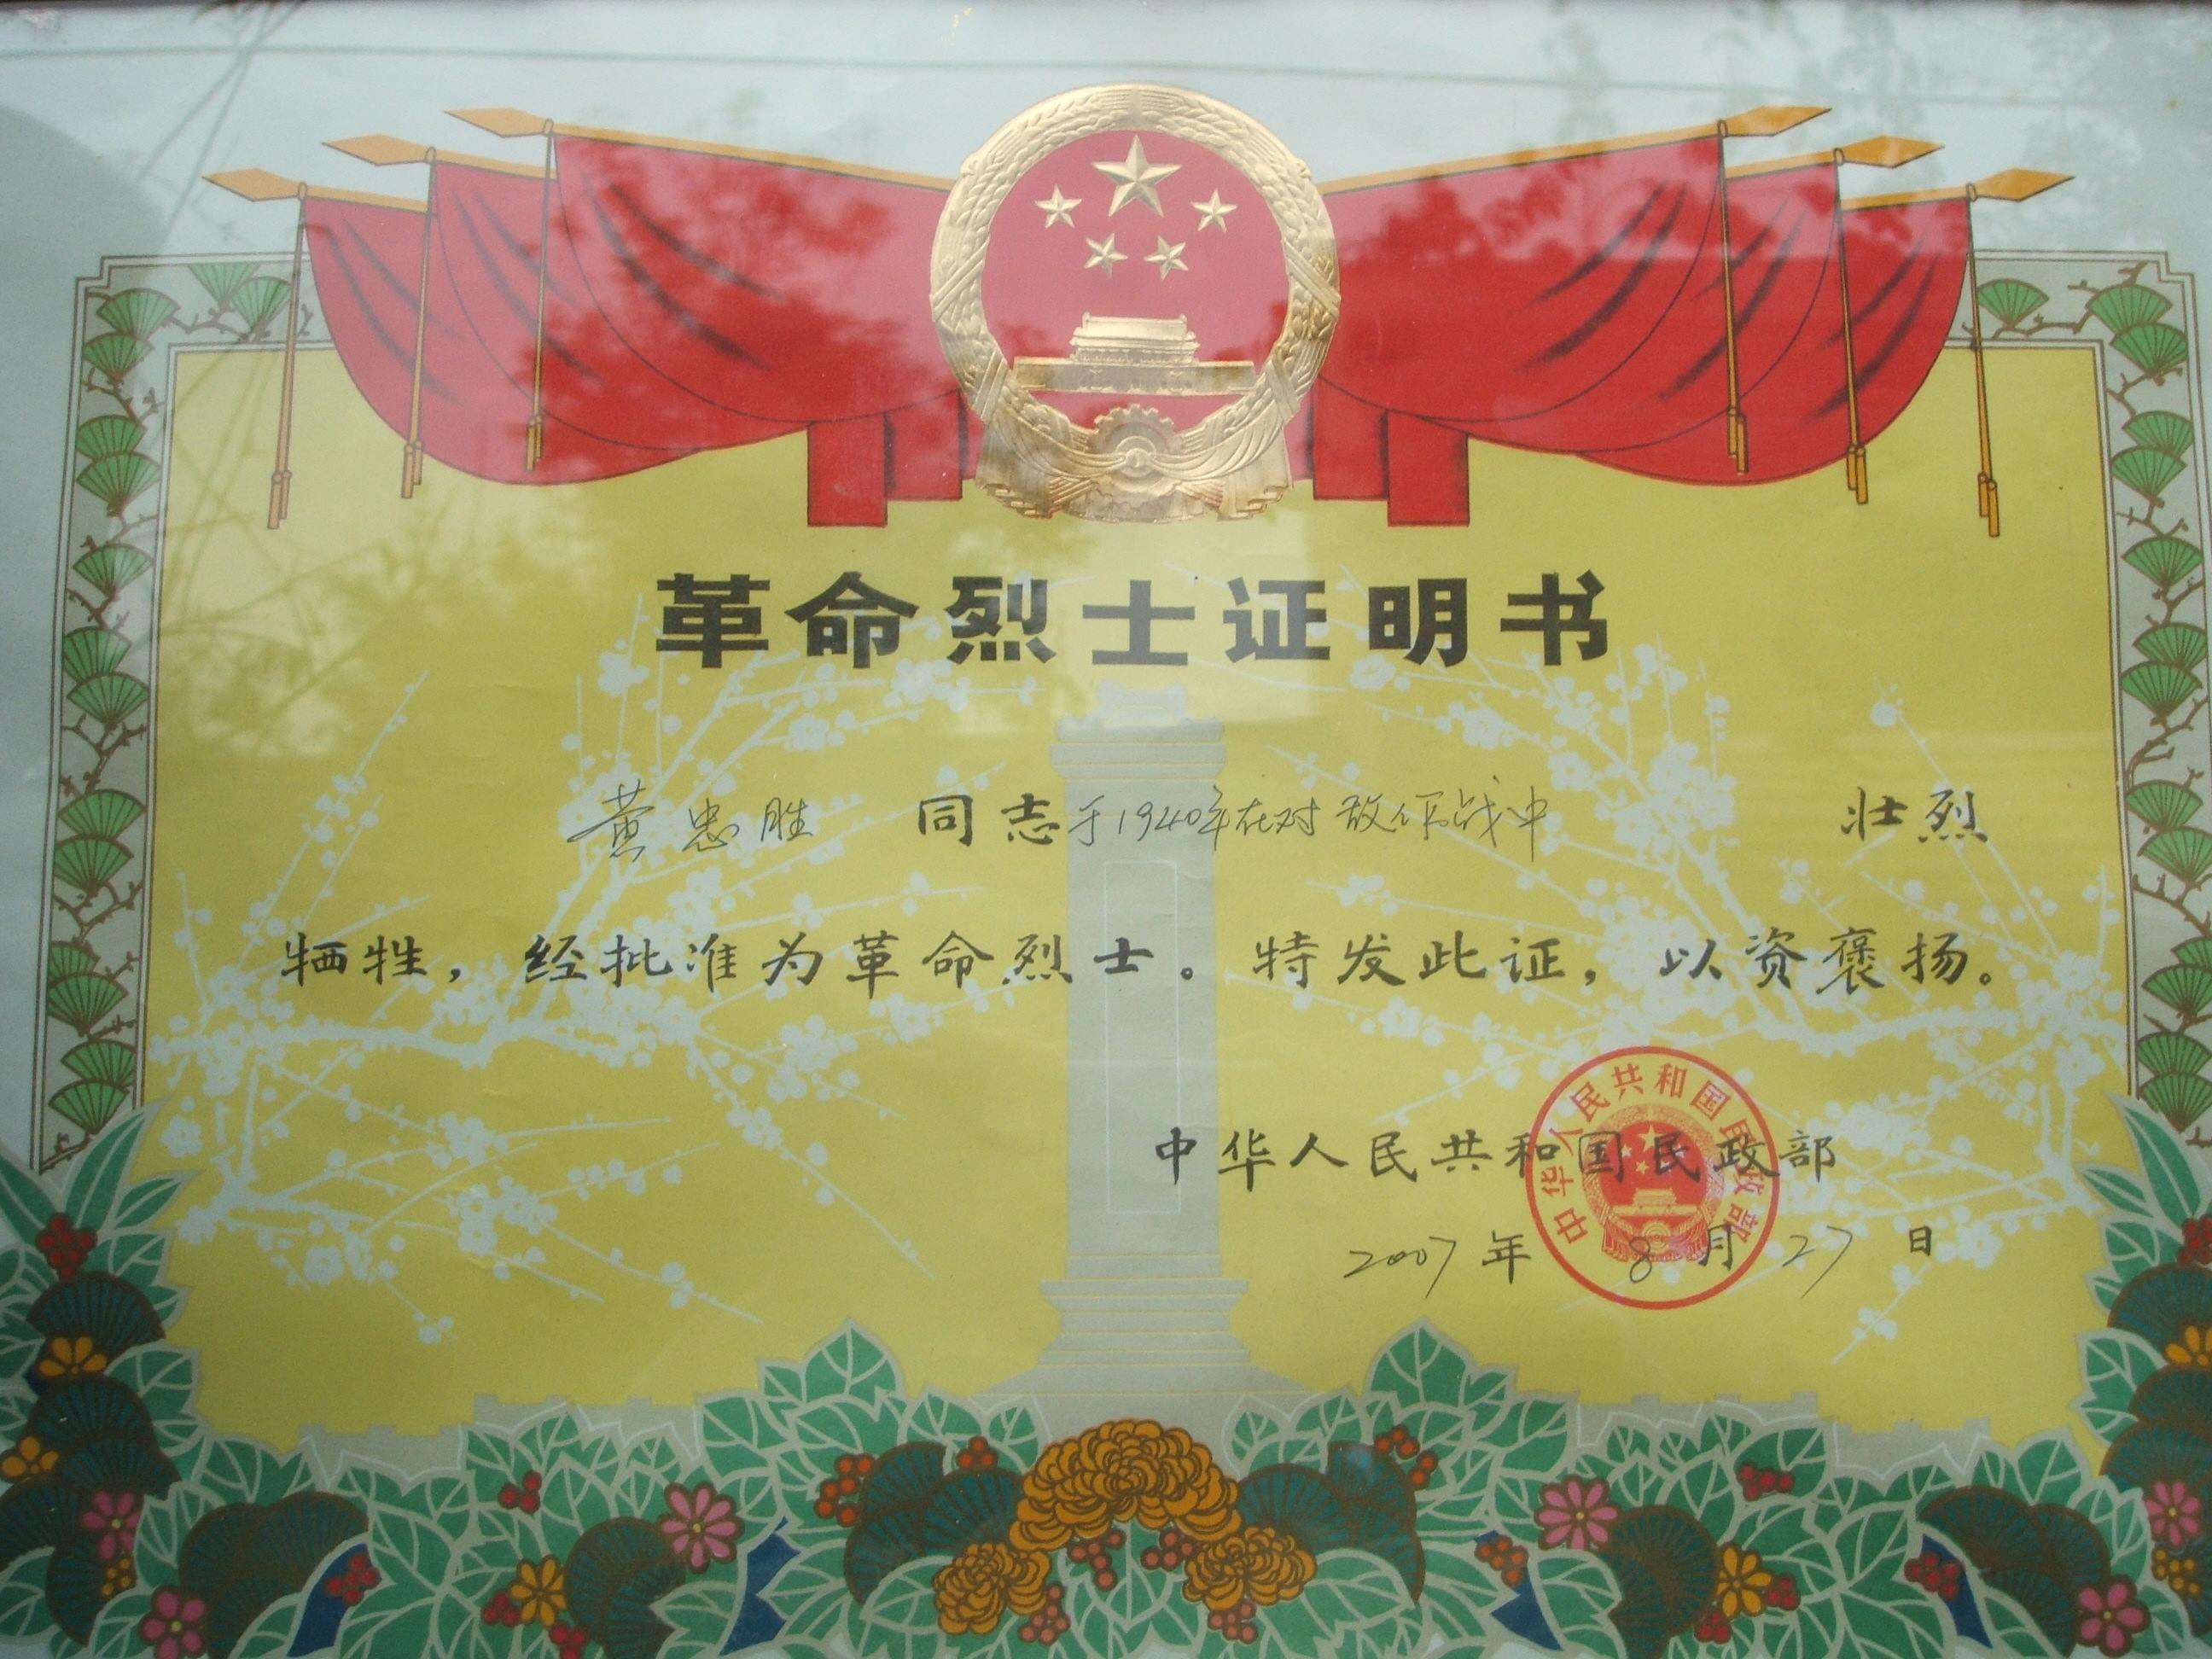 革命烈士证明书
黄忠胜 同志于1940年在对敌作战中 壮烈
牺牲，经批准为革命烈士。特发此证，以资褒扬。
中华人民共和国民政部
中华人民共和国民政部
2007年 8月 27 日